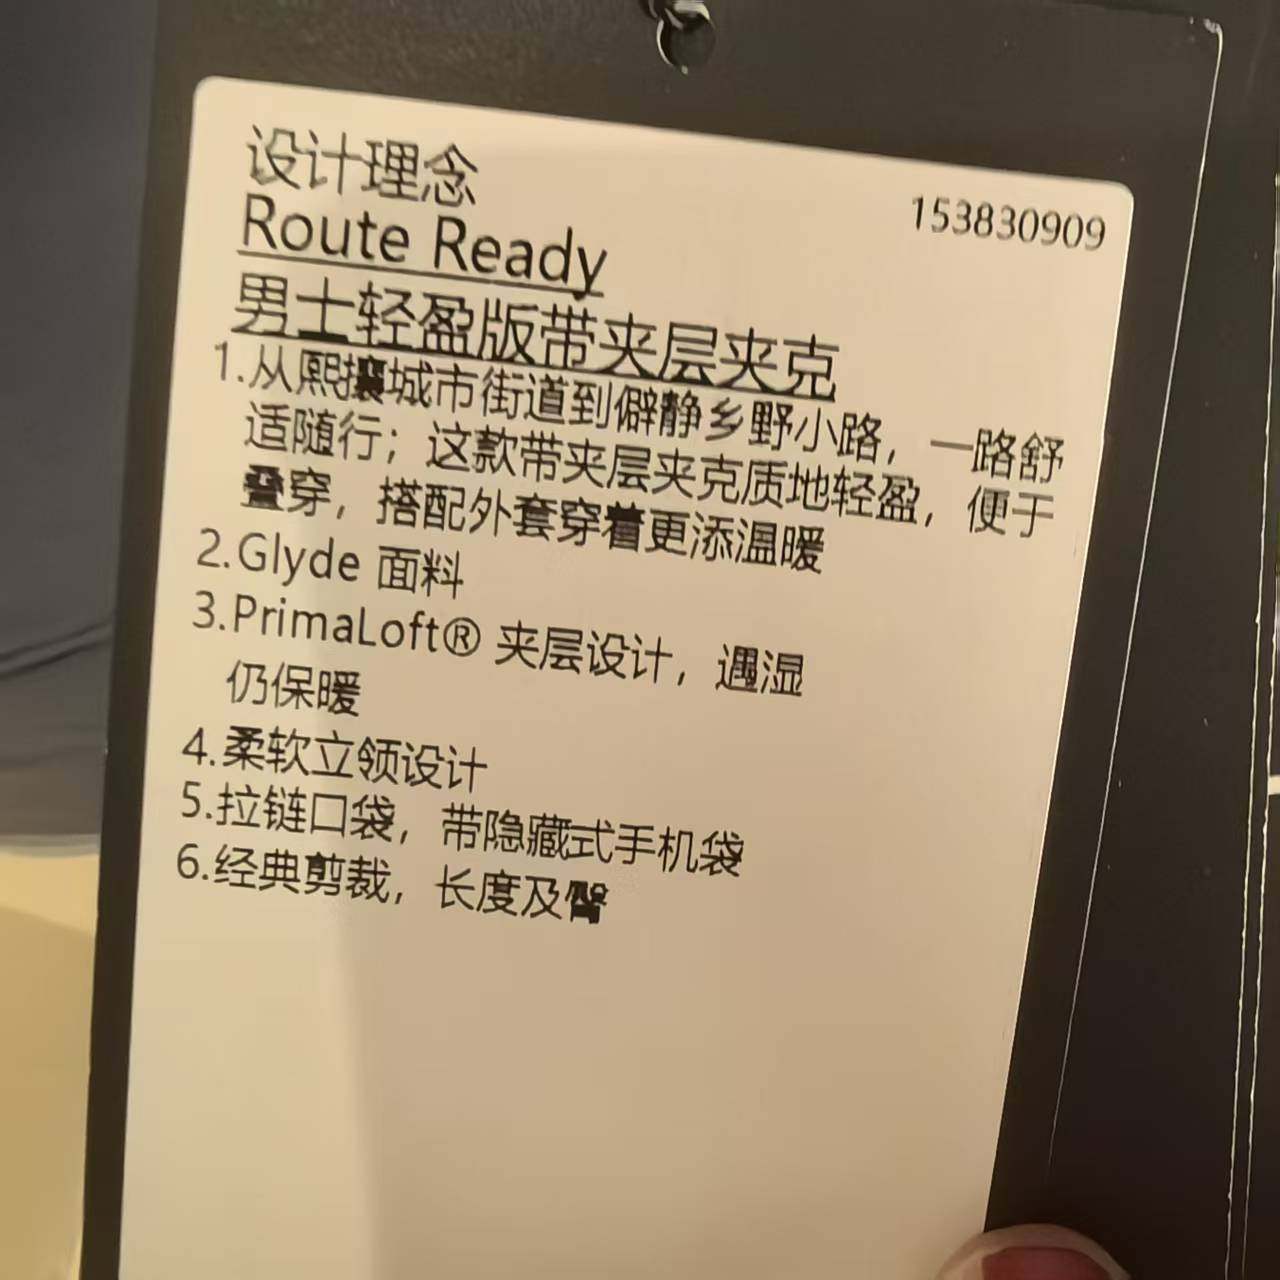 设计理念
153830909
Route Ready
男士轻盈版带夹层夹克
1.从熙攘城市街道到僻静乡野小路，一路舒
适随行；这款带夹层夹克质地轻盈，便于
叠穿，搭配外套穿着更添温暖
2.Glyde 面料
3.PrimaLoft® 夹层设计，遇湿
仍保暖
4.柔软立领设计
5.拉链口袋，带隐藏式手机袋
6.经典剪裁，长度及臀